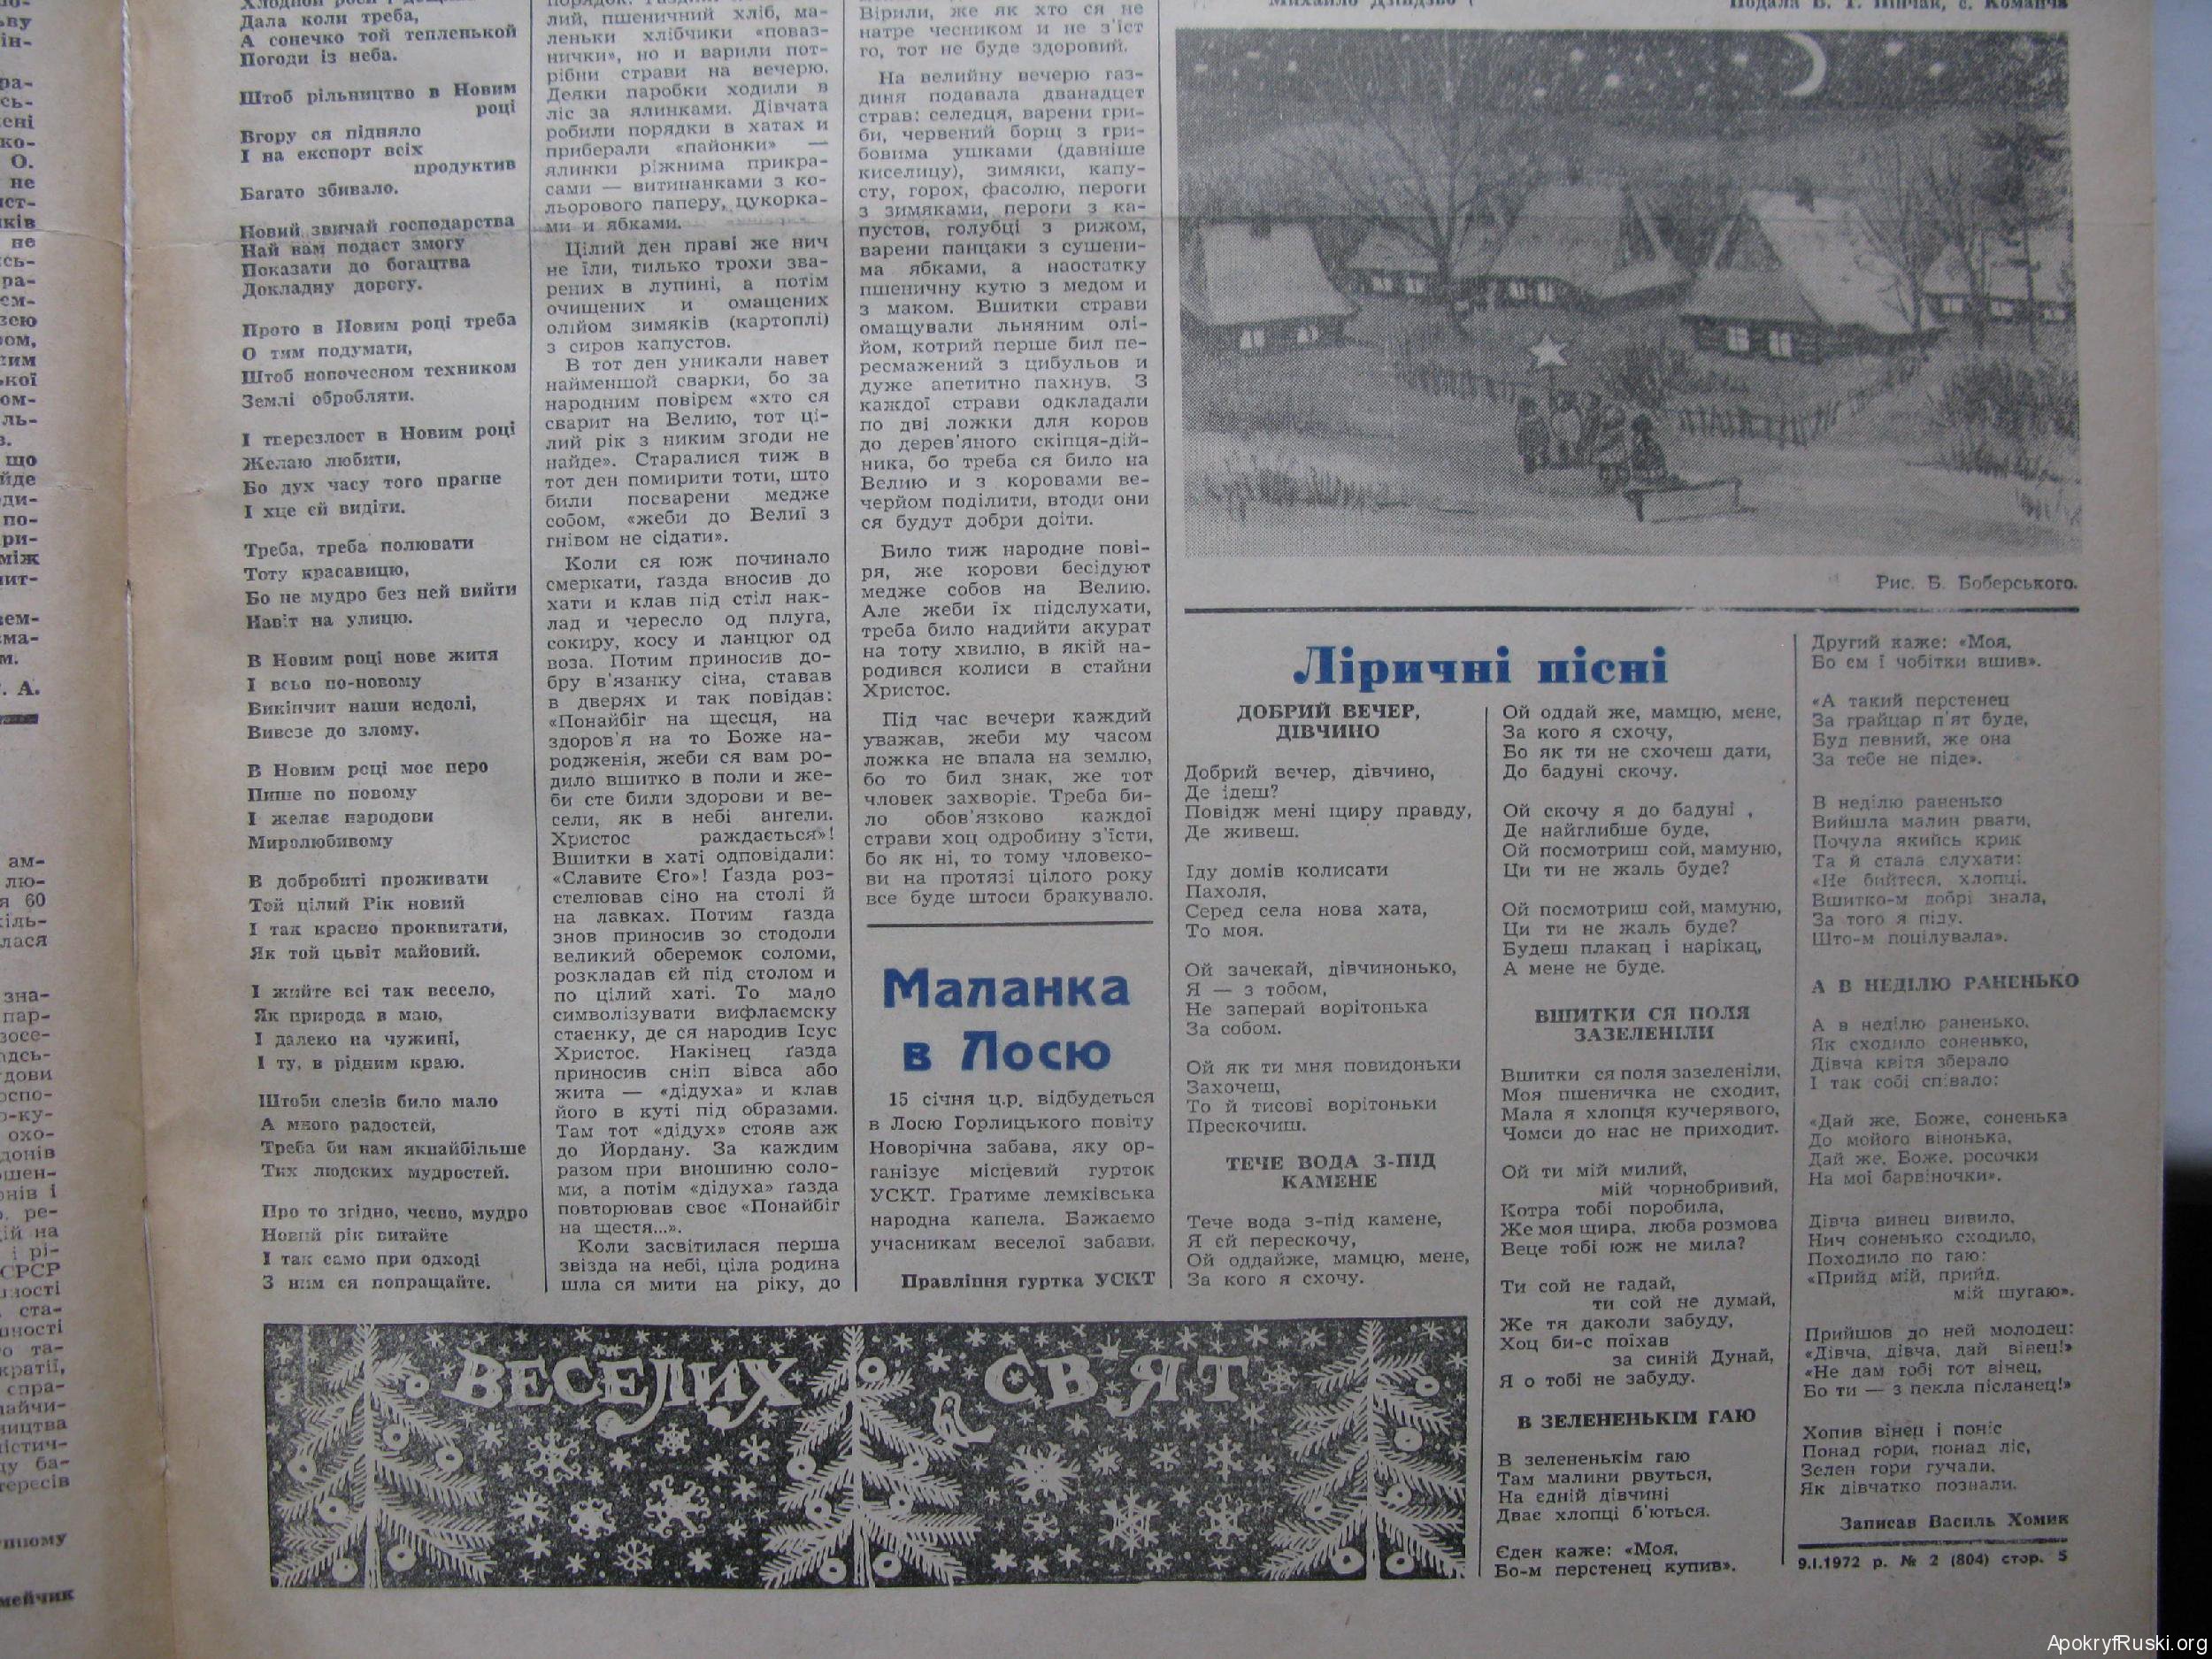 Дала коли треба,
А сонечко той тепленькой
Погоди із неба.
Штоб рільництво в Новим
році
Вгору ся підняло
І на експорт всіх
продуктив
Багато збивало.
Новий звичай господарства
Най вам подаст змогу
Показати до богацтва
Докладну дорогу.
Прото в Новим році треба
О тим подумати,
Штоб нопочесном техником
Землі обробляти.
І тверезлост в Новим році
Желаю любити,
Бо дух часу того прагне
І хце єй видіти.
Треба, треба полювати
Тоту красавицю,
Бо не мудро без ней вийти
Навіт на улицю.
В Новим році нове житя
І всьо по-новому
Викінчит наши недолі,
Вивезе до злому.
В Новим році моє перо
Пише по новому
І желає народови
Миролюбивому
В добробиті проживати
Той цілий Рік новий
І так красно проквитати,
Як той цьвіт майовий.
І жийте всі так весело,
Як природа в маю,
І далеко на чужині,
І ту, в рідним краю.
Штоби слезів било мало
А много радостей,
Треба би нам якнайбільше
Тих людских мудростей.
Про то згідно, чесно, мудро
Новий рік витайте
І так само при одході
З ним ся попращайте.
лий, пшеничний хліб, ма-
леньки хлібчики «поваз-
нички», но и варили пот-
рібни страви на вечерю.
Деяки паробки ходили в
ліс за ялинками. Дівчата
робили порядки в хатах и
приберали «пайонки» —
ялинки ріжнима прикра-
сами — витинанками з ко-
льорового паперу, цукорка-
ми и ябками.
Цілий ден праві же нич
не їли, тилько трохи зва-
рених в лупині, а потім
очищених и омащених
олійом зимяків (картоплі)
з сиров капустов.
В тот ден уникали навет
найменшой сварки, бо за
народним повірєм «хто ся
сварит на Велию, тот ці-
лий рік з никим згоди не
найде». Старалися тиж в
тот ден помирити тоти, што
били посварени медже
собом, «жеби до Велиї з
гнівом не сідати».
Коли ся юж починало
смеркати, ґазда вносив до
хати и клав під стіл нак-
лад и чересло од плуга,
сокиру, косу и ланцюг од
воза. Потим приносив до-
бру в'язанку сіна, ставав
в дверях и так повідав:
«Понайбіг на щесця, на
здоров'я на то Боже на-
родженія, жеби ся вам ро-
дило вшитко в поли и же-
би сте били здорови и ве-
сели, як в небі ангели.
Христос раждається»!
Вшитки в хаті одповідали:
«Славите Єго»! Ґазда роз-
стелював сіно на столі й
на лавках. Потим ґазда
знов приносив зо стодоли
великий оберемок соломи,
розкладав єй під столом и
по цілий хаті. То мало
символізувати вифлаємску
стаєнку, де ся народив Ісус
Христос. Накінец ґазда
приносив сніп вівса або
жита — «дідуха» и клав
його в куті під образами.
Там тот «дідух» стояв аж
до Йордану. За каждим
разом при вношиню соло-
ми, а потім «дідуха» ґазда
повторював своє «Понайбіг
на щестя...».
Коли засвітилася перша
звізда на небі, ціла родина
шла ся мити на ріку, до
Вірили, же як хто ся не
натре чесником и не з'їст
го, тот не буде здоровий.
На велийну вечерю газ-
диня подавала дванадцет
страв: селедця, варени гри-
би, червений борщ з гри-
бовима ушками (давніше
киселицу), зимяки, капу-
сту, горох, фасолю, пероги
з зимяками, пероги з ка-
пустов, голубці з рижом,
варени панцаки з сушени-
ма ябками, а наостатку
пшеничну кутю з медом и
з маком. Вшитки страви
омащували льняним олі-
йом, котрий перше бил пе-
ресмажений з цибульов и
дуже апетитно пахнув. З
каждої страви одкладали
по дві ложки для коров
до дерев'яного скіпця-дій-
ника, бо треба ся било на
Велию и з коровами ве-
черйом поділити, втоди они
ся будут добри доїти.
Било тиж народне пові-
ря, же корови бесідуют
медже собов на Велию.
Але жеби їх підслухати,
треба било надийти акурат
на тоту хвилю, в якій на-
родився колиси в стайни
Христос.
Під час вечери каждий
уважав, жеби му часом
ложка не впала на землю,
бо то бил знак, же тот
чловек захворіє. Треба би-
ло обов'язково каждої
страви хоц одробину з'їсти,
бо як ні, то тому чловеко-
ви на протязі цілого року
все буде штоси бракувало.
Маланка
в Лосю
15 січня ц.р. відбудеться
в Лосю Горлицького повіту
Новорічна забава, яку ор-
ганізує місцевий гурток
УСКТ. Гратиме лемківська
народна капела. Бажаємо
учасникам веселої забави.
Правління гуртка УСКТ
ВЕСЕЛИХ СВЯТ
Рис. В. Боберського.
Ліричні пісні
ДОБРИЙ ВЕЧЕР,
ДІВЧИНО
Добрий вечер, дівчино,
Де ідеш?
Повідж мені щиру правду,
Де живеш.
Іду домів колисати
Пахоля,
Серед села нова хата,
То моя.
Ой зачекай, дівчинонько,
Я — з тобом,
Не заперай ворітонька
За собом.
Ой як ти мня повидоньки
Захочеш,
То й тисові ворітоньки
Прескочиш.
ТЕЧЕ ВОДА З-ПІД
КАМЕНЕ
Тече вода з-під камене,
Я єй перескочу,
Ой оддайже, мамцю, мене,
За кого я схочу.
Ой оддай же, мамцю, мене,
За кого я схочу,
Бо як ти не схочеш дати,
До бадуні скочу.
Ой скочу я до бадуні ,
Де найглибше буде,
Ой посмотриш сой, мамуню,
Ци ти не жаль буде?
Ой посмотриш сой, мамуню,
Ци ти не жаль буде?
Будеш плакац і нарікац,
А мене не буде.
ВШИТКИ СЯ ПОЛЯ
ЗАЗЕЛЕНІЛИ
Вшитки ся поля зазеленіли,
Моя пшеничка не сходит,
Мала я хлопця кучерявого,
Чомси до нас не приходит.
Ой ти мій милий,
мій чорнобривий,
Котра тобі поробила,
Же моя щира, люба розмова
Веце тобі юж не мила?
Ти сой не гадай,
ти сой не думай,
Же тя даколи забуду,
Хоц би-с поїхав
за синій Дунай,
Я о тобі не забуду.
В ЗЕЛЕНЕНЬКІМ ГАЮ
В зелененькім гаю
Там малини рвуться,
На єдній дівчині
Дває хлопці б'ються.
Єден каже: «Моя,
Бо-м перстенец купив».
Другий каже: «Моя,
Бо єм і чобітки вшив».
«А такий перстенец
За грайцар п'ят буде,
Буд певний, же она
За тебе не піде».
В неділю раненько
Вийшла малин рвати,
Почула якийсь крик
Та й стала слухати:
«Не бийтеся, хлопці,
Вшитко-м добрі знала,
За того я піду,
Што-м поцілувала».
А В НЕДІЛЮ РАНЕНЬКО
А в неділю раненько,
Як сходило соненько,
Дівча квітя зберало
І так собі співало:
«Дай же, Боже, соненька
До мойого вінонька,
Дай же, Боже, росочки
На мої барвіночки».
Дівча винец вивило,
Нич соненько сходило,
Походило по гаю:
«Прийд мій, прийд,
мій шугаю».
Прийшов до ней молодец:
«Дівча, дівча, дай вінец!»
«Не дам тобі тот вінец,
Бо ти — з пекла післанец!»
Хопив вінец і поніс
Понад гори, понад ліс,
Зелен гори гучали,
Як дівчатко познали.
Записав Василь Хомик
9.I.1972 р. № 2 (804) стор. 5
ApokryfRuski.org